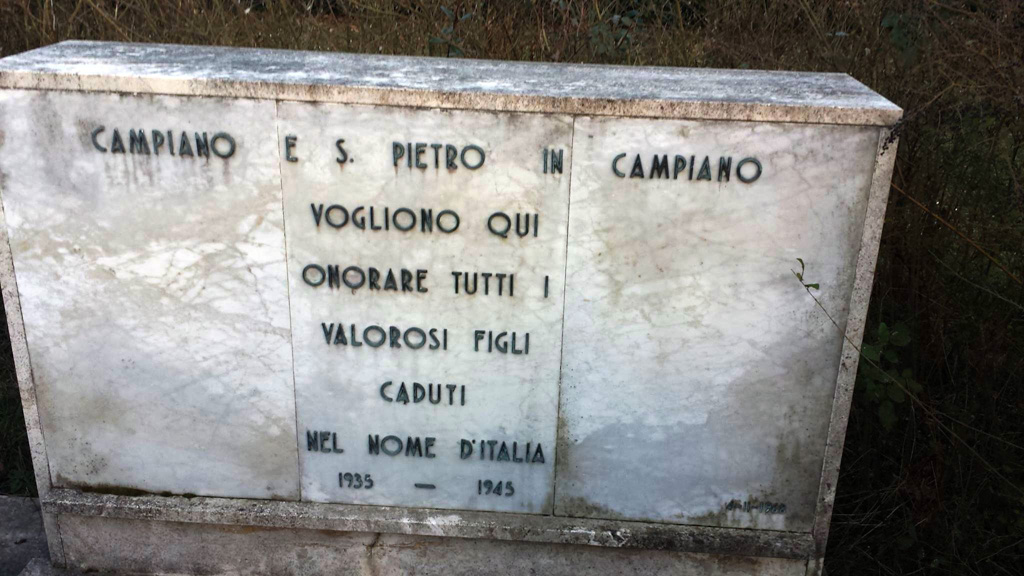 CAMPIANO E S. PIETRO IN CAMPIANO
VOGLIONO QUI
ONORARE TUTTI I
VALOROSI FIGLI
CADUTI
NEL NOME D'ITALIA
1935 — 1945